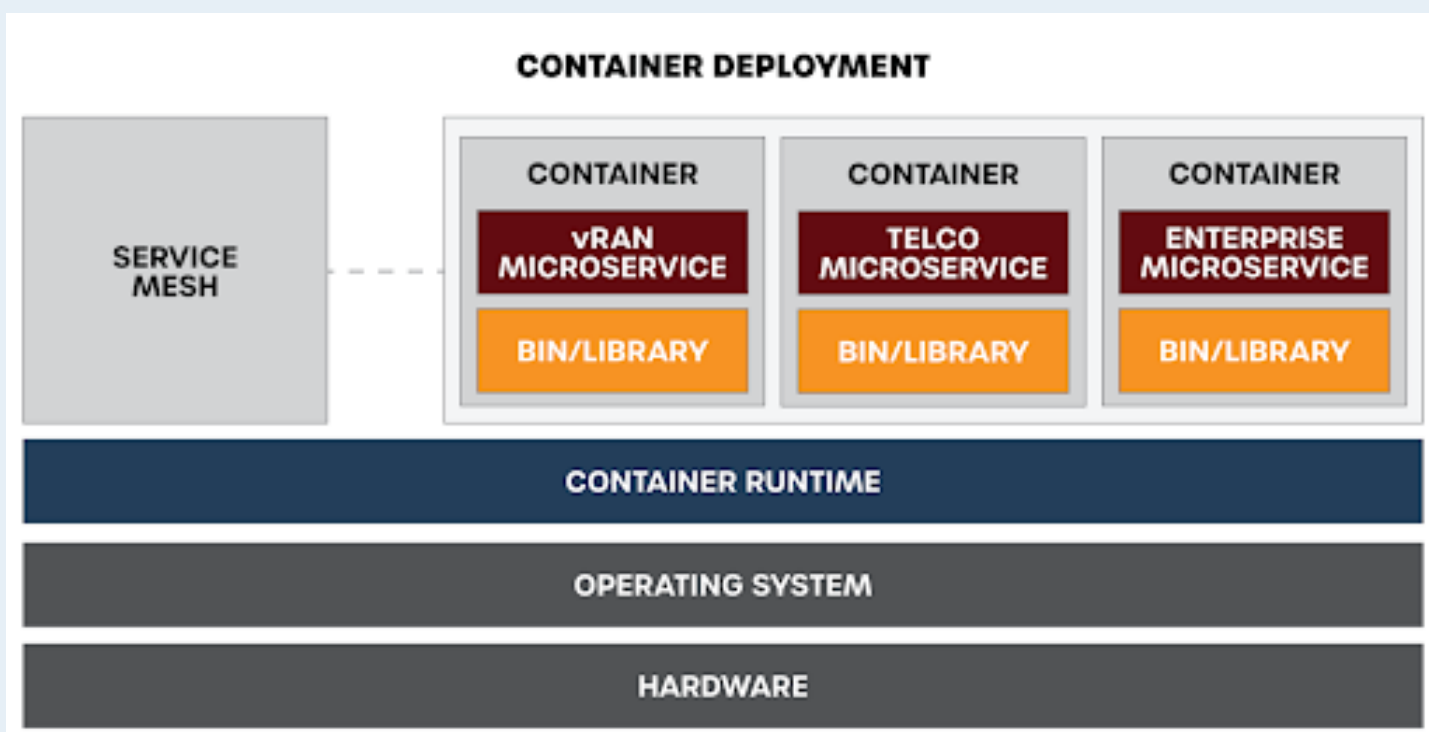 CONTAINER DEPLOYMENT
SERVICE
MESH
CONTAINER
vRAN
MICROSERVICE
BIN/LIBRARY
CONTAINER
TELCO
MICROSERVICE
BIN/LIBRARY
CONTAINER
ENTERPRISE
MICROSERVICE
BIN/LIBRARY
CONTAINER RUNTIME
OPERATING SYSTEM
HARDWARE